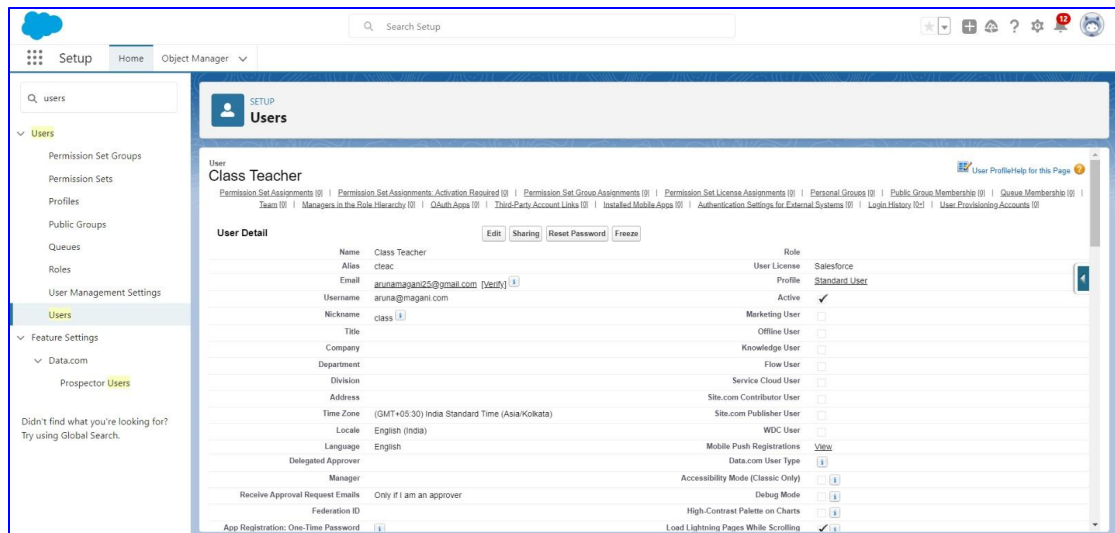 Search Setup
12
Setup Home Object Manager
users
Users
Permission Set Groups
Permission Sets
Profiles
Public Groups
Queues
Roles
User Management Settings
Users
Feature Settings
Data.com
Prospector Users
Didn't find what you're looking for?
Try using Global Search.
SETUP
Users
User
Class Teacher
User Profile Help for this Page
Permission Set Assignments [0] | Permission Set Assignments: Activation Required [0] | Permission Set Group Assignments [0] | Permission Set License Assignments [0] | Personal Groups [0] | Public Group Membership [0] | Queue Membership [0] |
Team [0] | Managers in the Role Hierarchy [0] | OAuth Apps [0] | Third-Party Account Links [0] | Installed Mobile Apps [0] | Authentication Settings for External Systems [0] | Login History [0+] | User Provisioning Accounts [0]
User Detail Edit Sharing Reset Password Freeze
Name Class Teacher Role
Alias cteac User License Salesforce
Email arunamagani25@gmail.com [Verify] i Profile Standard User
Username aruna@magani.com Active ✓
Nickname class i Marketing User
Title Offline User
Company Knowledge User
Department Flow User
Division Service Cloud User
Address Site.com Contributor User
Time Zone (GMT+05:30) India Standard Time (Asia/Kolkata) Site.com Publisher User
Locale English (India) WDC User
Language English Mobile Push Registrations View
Delegated Approver Data.com User Type i
Manager Accessibility Mode (Classic Only) i
Receive Approval Request Emails Only if I am an approver Debug Mode i
Federation ID High-Contrast Palette on Charts i
App Registration: One-Time Password i Load Lightning Pages While Scrolling ✓ i